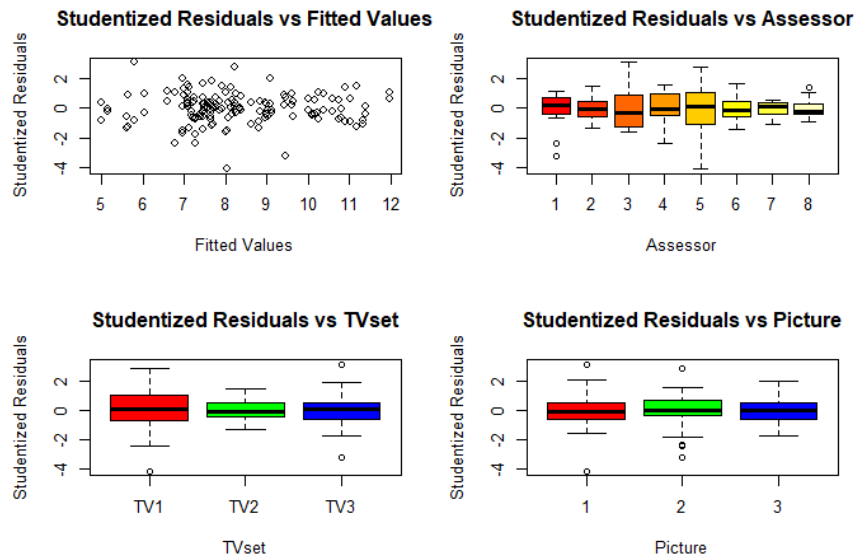 Studentized Residuals vs Fitted Values
Studentized Residuals
2
0
-2
-4
5 6 7 8 9 10 11 12
Fitted Values
Studentized Residuals vs Assessor
Studentized Residuals
2
0
-2
-4
1 2 3 4 5 6 7 8
Assessor
Studentized Residuals vs TVset
Studentized Residuals
2
0
-2
-4
TV1 TV2 TV3
TVset
Studentized Residuals vs Picture
Studentized Residuals
2
0
-2
-4
1 2 3
Picture